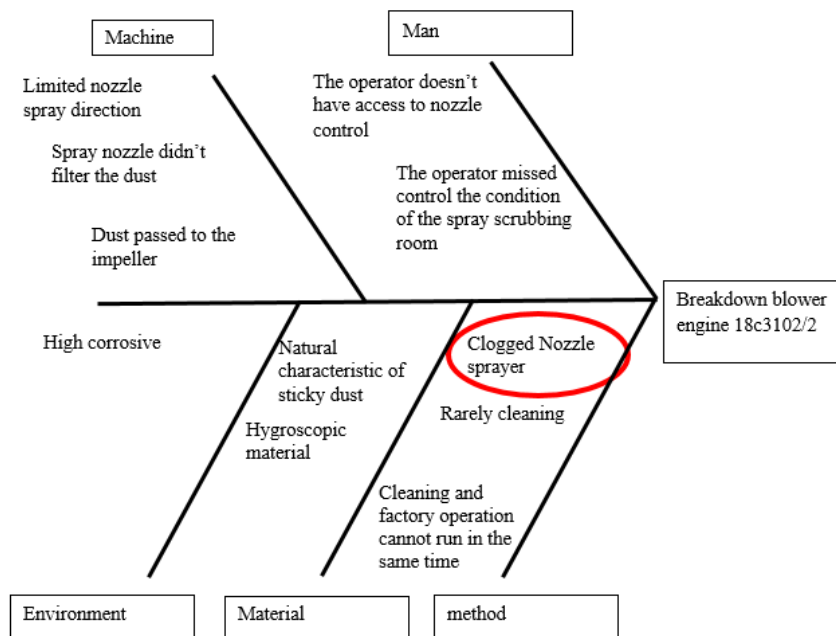 Machine
Man
Limited nozzle
spray direction
Spray nozzle didn't
filter the dust
Dust passed to the
impeller
The operator doesn't
have access to nozzle
control
The operator missed
control the condition
of the spray scrubbing
room
Breakdown blower
engine 18c3102/2
High corrosive
Natural
characteristic of
sticky dust
Hygroscopic
material
Clogged Nozzle
sprayer
Rarely cleaning
Cleaning and
factory operation
cannot run in the
same time
Environment
Material
method